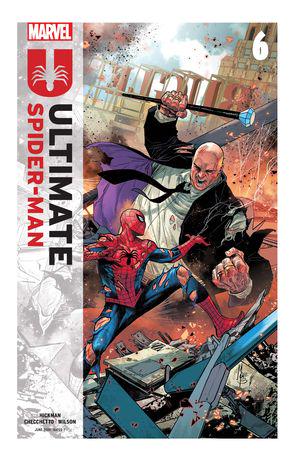 MARVEL
6
ULTIMATE
SPIDER-MAN
HICKMAN
CHECCHETTO
WILSON